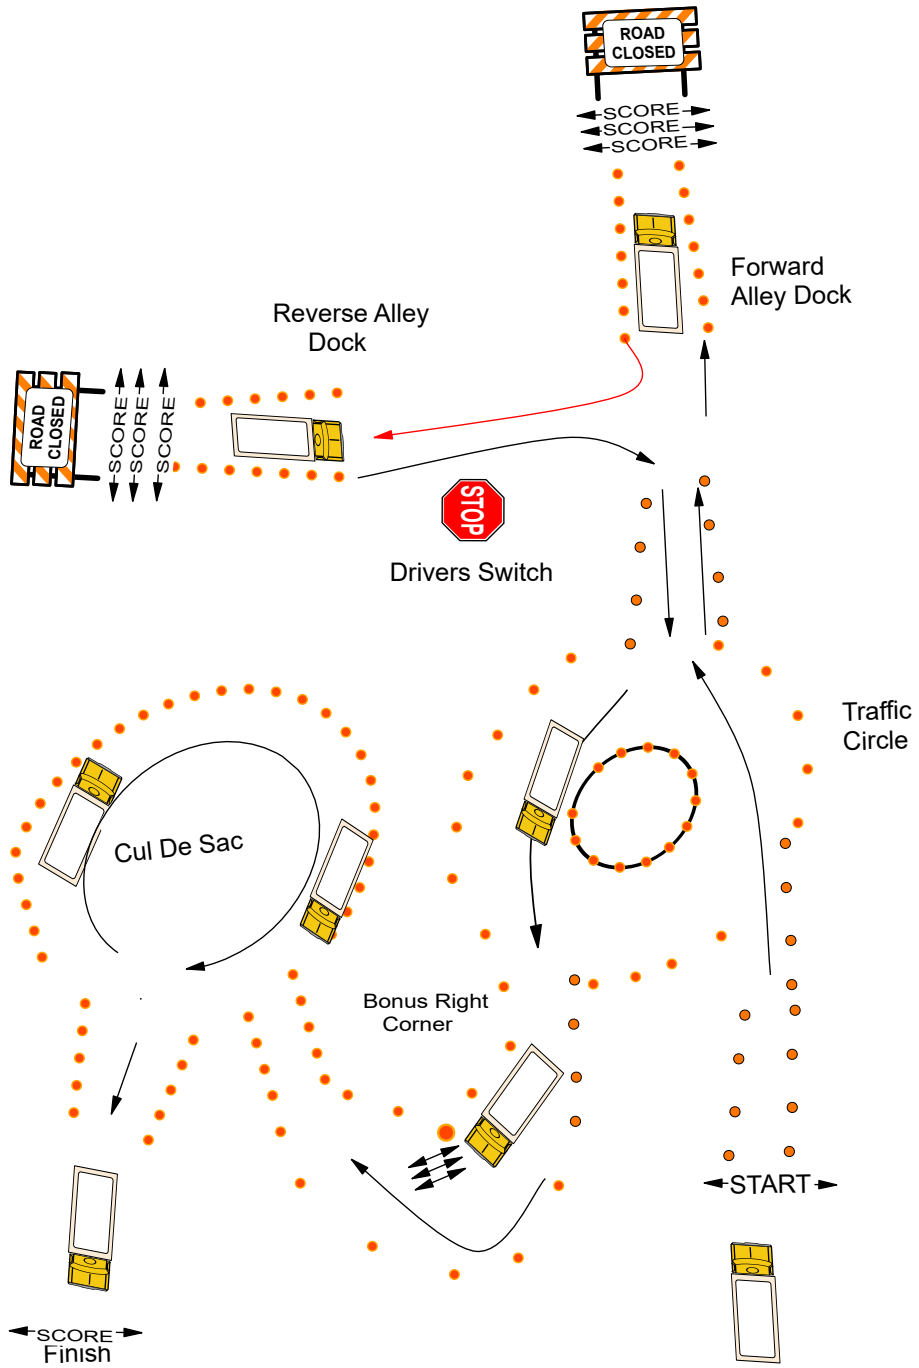 ROAD
CLOSED
SCORE
SCORE
SCORE
Forward
Alley Dock
Reverse Alley
Dock
ROAD
CLOSED
SCORE
SCORE
SCORE
STOP
Drivers Switch
Traffic
Circle
Cul De Sac
Bonus Right
Corner
START
SCORE
Finish